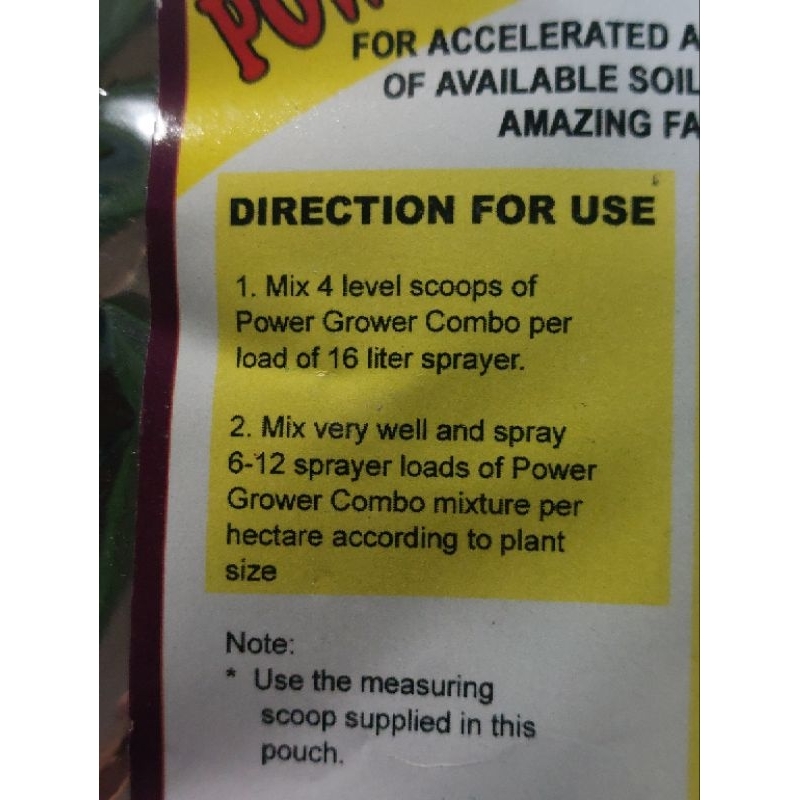 FOR ACCELERATED
OF AVAILABLE SOIL
AMAZING
DIRECTION FOR USE
1. Mix 4 level scoops of
Power Grower Combo per
load of 16 liter sprayer.
2. Mix very well and spray
6-12 sprayer loads of Power
Grower Combo mixture per
hectare according to plant
size
Note:
* Use the measuring
scoop supplied in this
pouch.